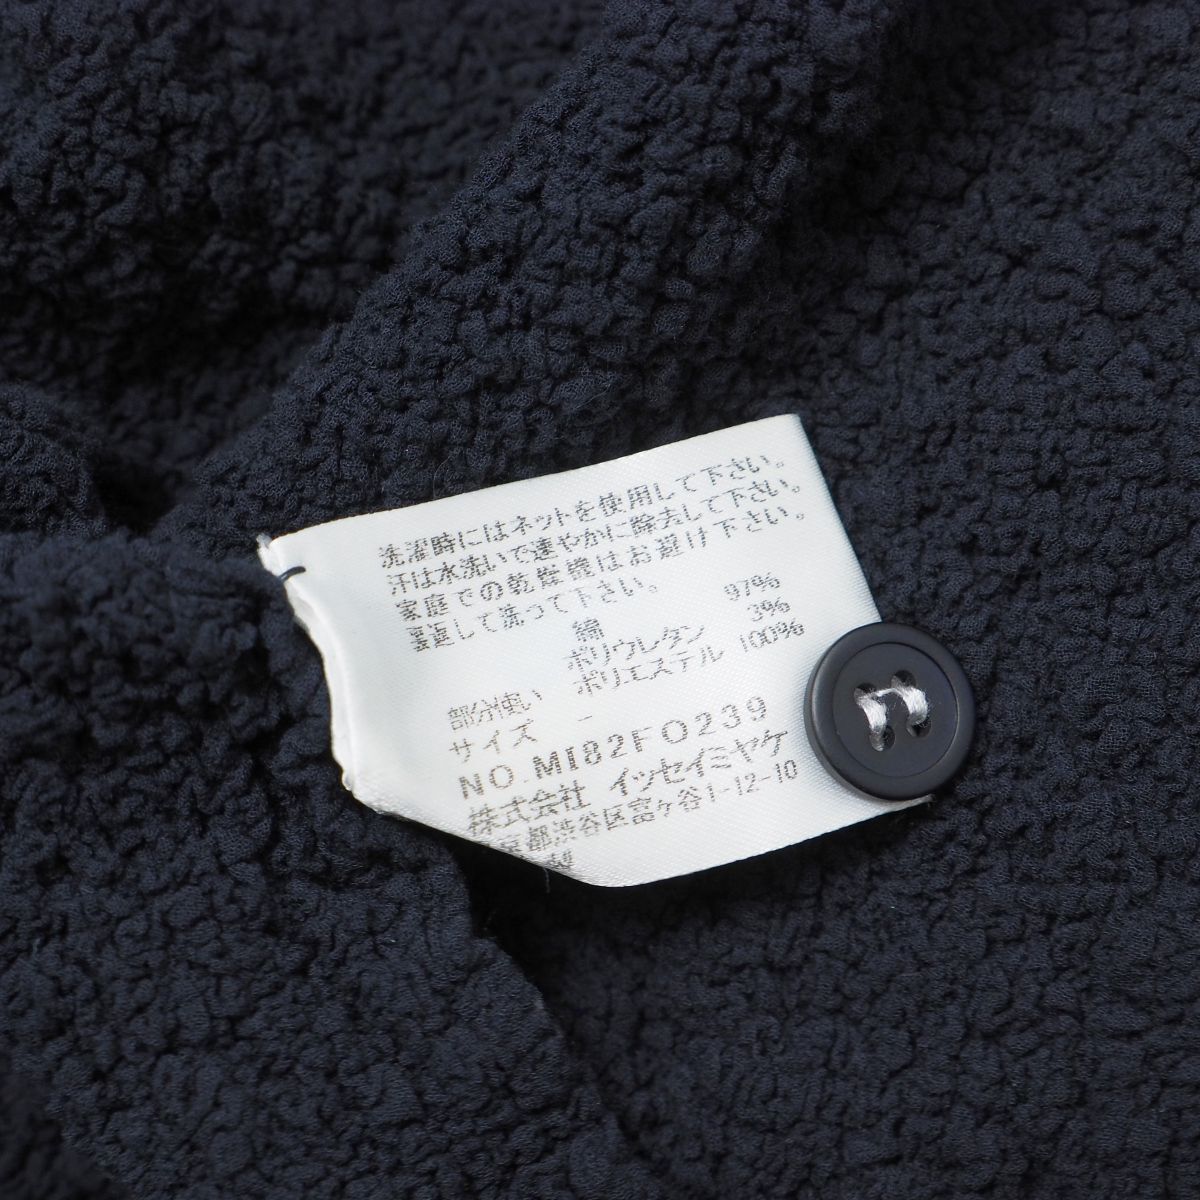 洗濯時にはネットを使用して下さい。
汗は水洗いで速やかに除去して下さい。
家庭での乾燥機はお避け下さい。
裏返して洗って下さい。
綿 97%
ポリウレタン 3%
部分使い ポリエステル 100%
サイズ -
NO. MI82FO239
株式会社 イッセイミヤケ
京都渋谷区富ヶ谷1-12-10